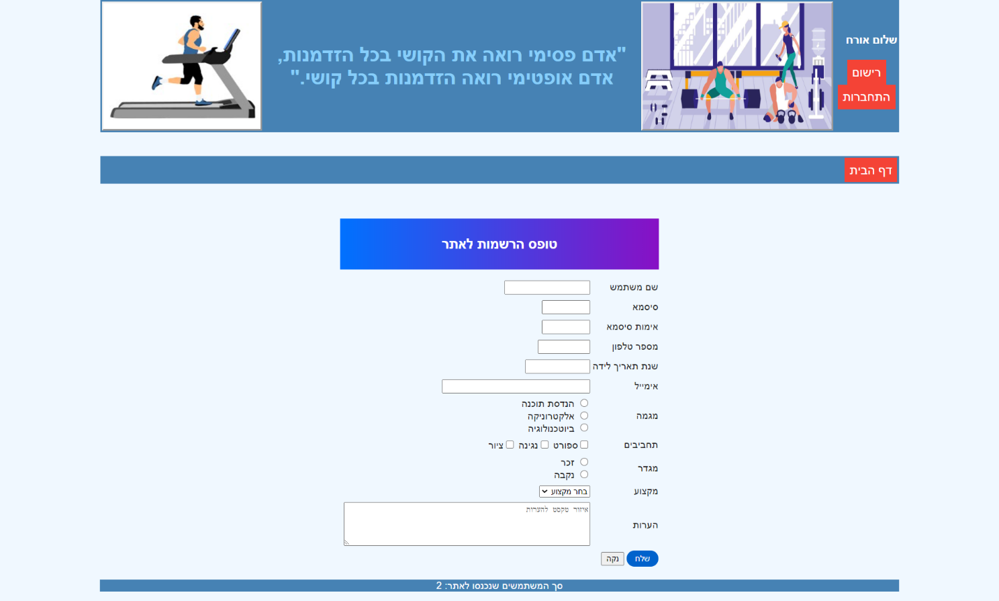 שלום אורח
רישום
התחברות
"אדם פסימי רואה את הקושי בכל הזדמנות,
אדם אופטימי רואה הזדמנות בכל קושי."
דף הבית
טופס הרשמות לאתר
שם משתמש
סיסמא
אימות סיסמא
מספר טלפון
שנת תאריך לידה
אימייל
מגמה
הנדסת תוכנה
אלקטרוניקה
ביוטכנולוגיה
תחביבים ספורט נגינה ציור
מגדר
זכר
נקבה
מקצוע בחר מקצוע
הערות
איזור טקסט להערות
שלח נקה
סך המשתמשים שנכנסו לאתר: 2